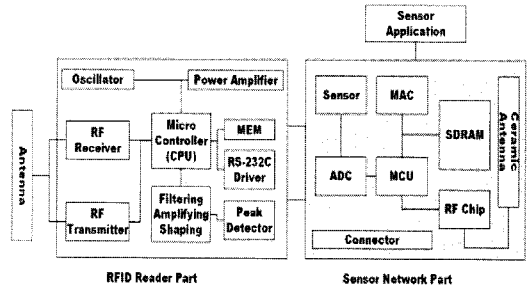 Sensor
Application
Oscillator
Power Amplifier
Antenna
RF
Receiver
Micro
Controller
(CPU)
MEM
RS-232C
Driver
RF
Transmitter
Filtering
Amplifying
Shaping
Peak
Detector
RFID Reader Part
Sensor
MAC
SDRAM
Ceramic Antenna
ADC
MCU
RF Chip
Connector
Sensor Network Part